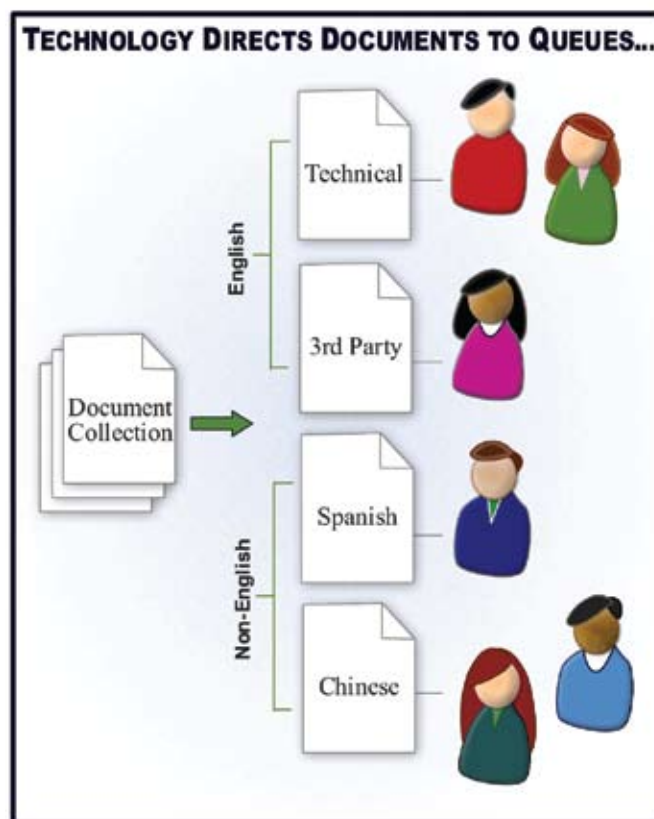 TECHNOLOGY DIRECTS DOCUMENTS TO QUEUES...
Technical
English
3rd Party
Document
Collection
Spanish
Non-English
Chinese